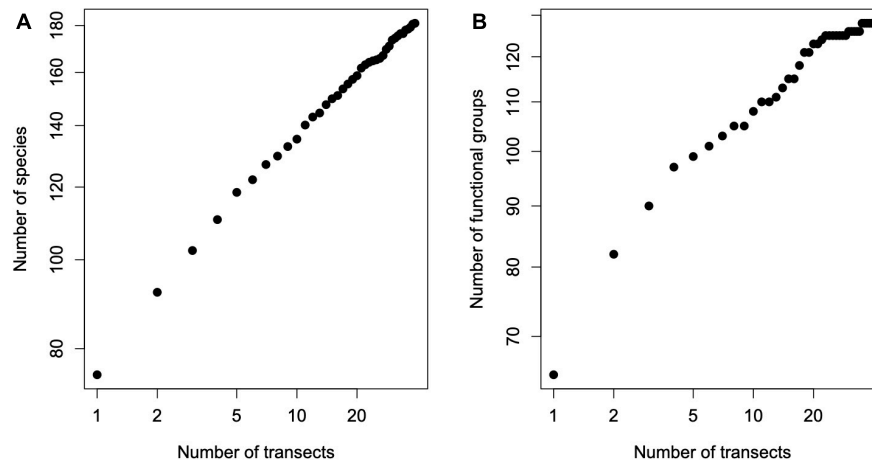 A
Number of species
180
160
140
120
100
80
1 2 5 10 20
Number of transects
B
Number of functional groups
120
110
100
90
80
70
1 2 5 10 20
Number of transects